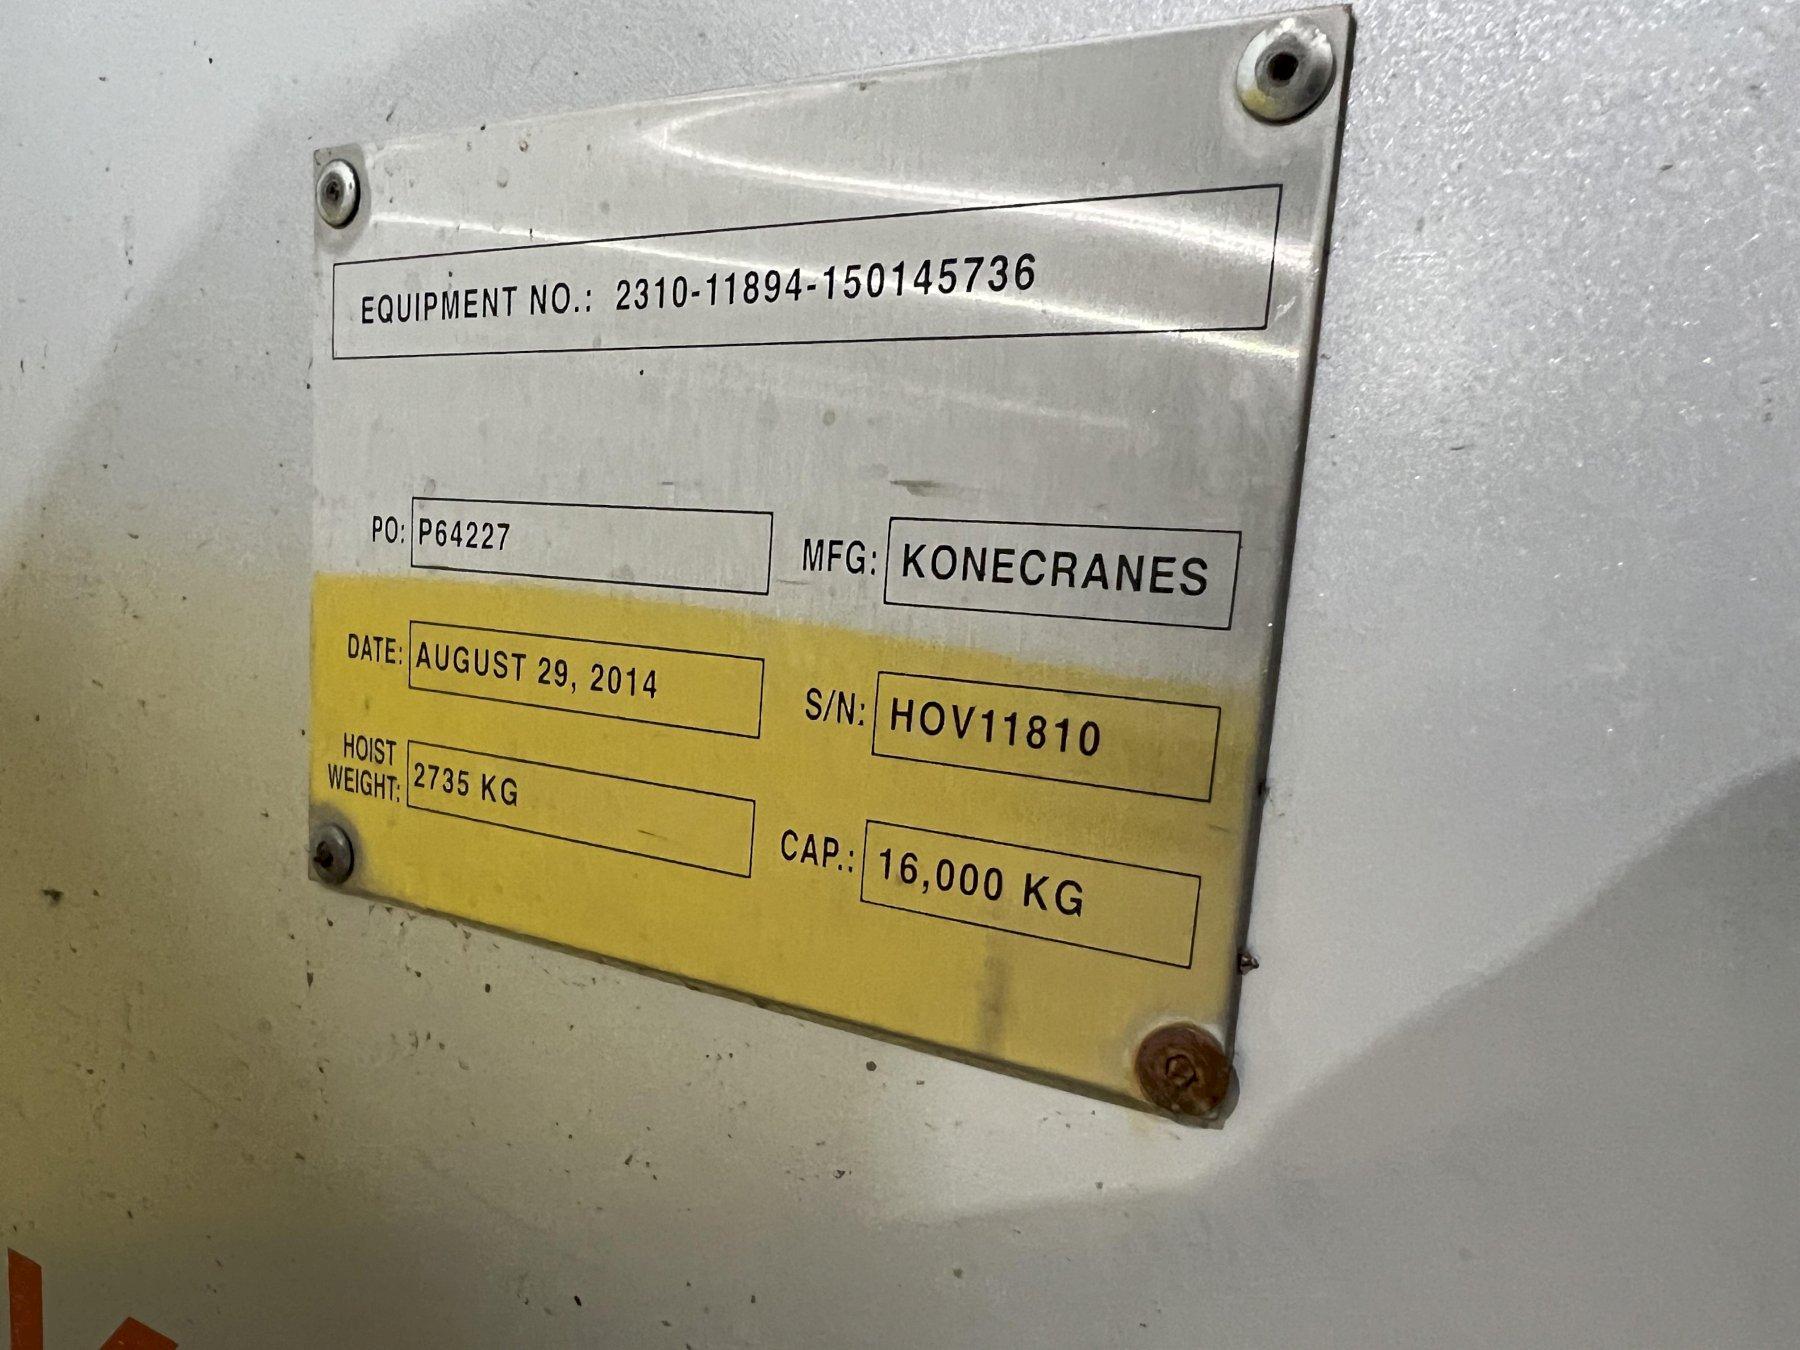 EQUIPMENT NO.: 2310-11894-150145736
PO: P64227
MFG: KONECRANES
DATE: AUGUST 29, 2014
S/N: HOV11810
HOIST
WEIGHT: 2735 KG
CAP.: 16,000 KG